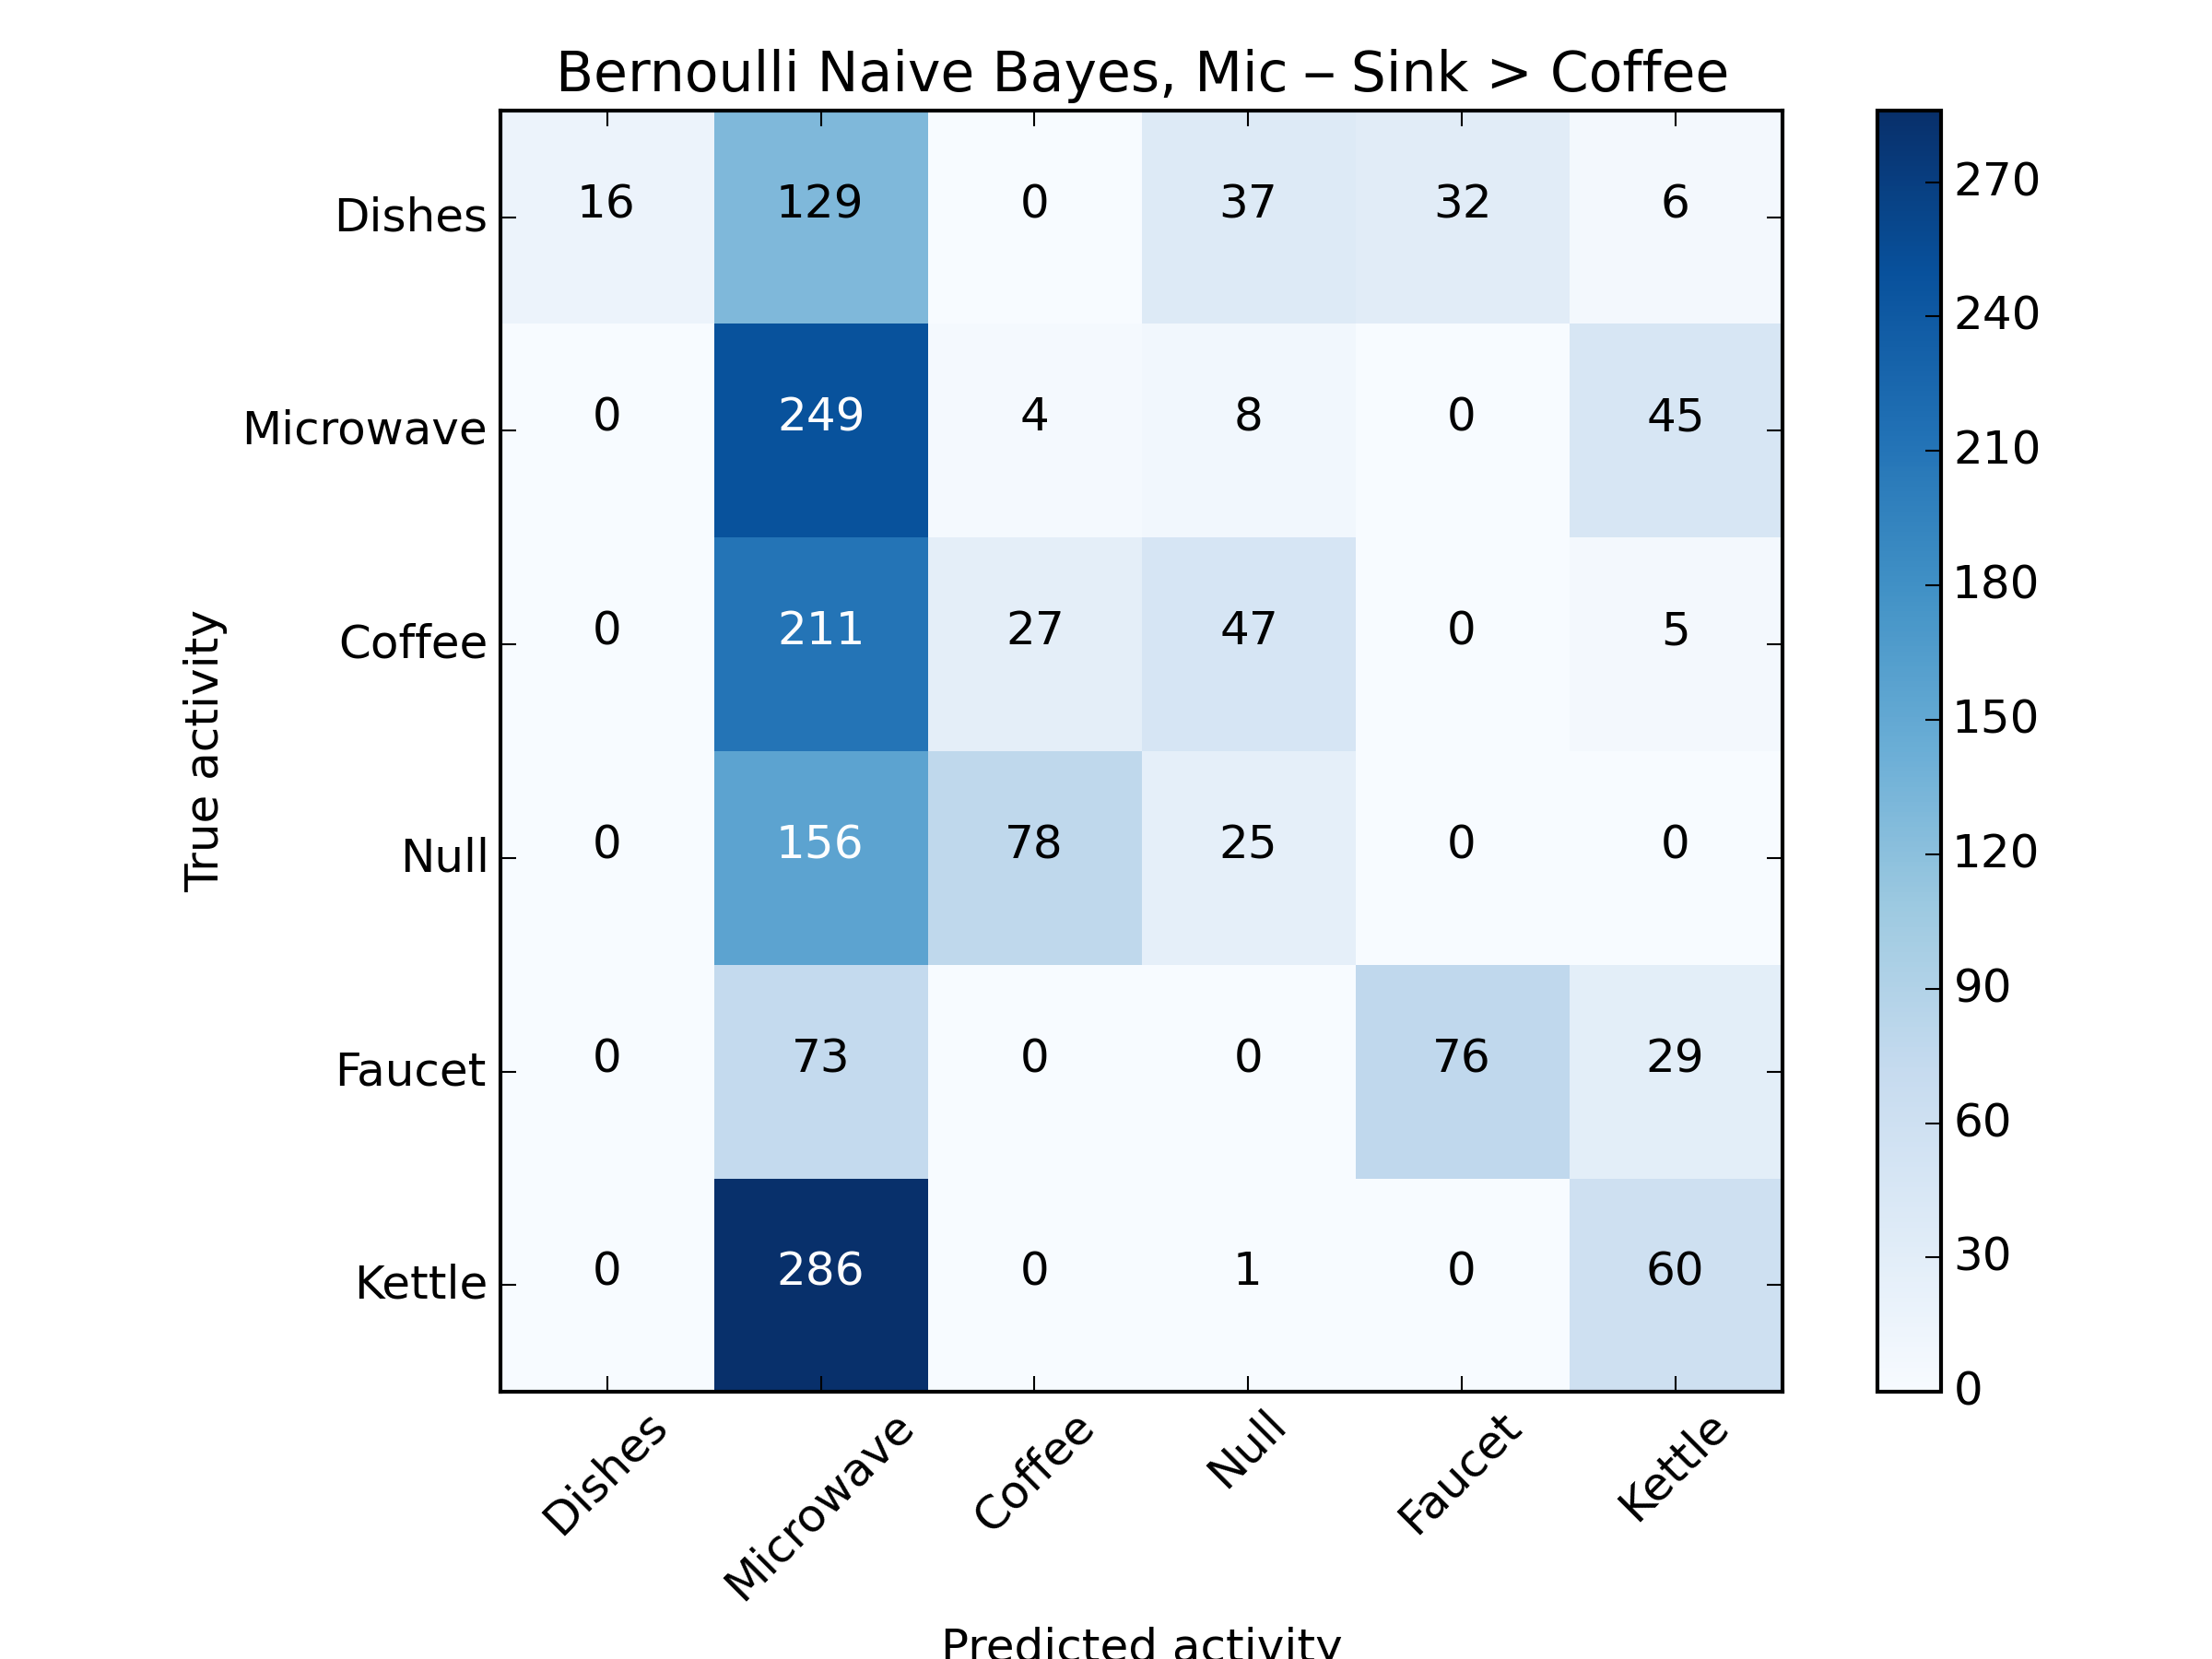 Bernoulli Naive Bayes, Mic – Sink > Coffee
Dishes 16 129 0 37 32 6
Microwave 0 249 4 8 0 45
Coffee 0 211 27 47 0 5
Null 0 156 78 25 0 0
Faucet 0 73 0 0 76 29
Kettle 0 286 0 1 0 60
True activity
Dishes Microwave Coffee Null Faucet Kettle
Predicted activity
270
240
210
180
150
120
90
60
30
0